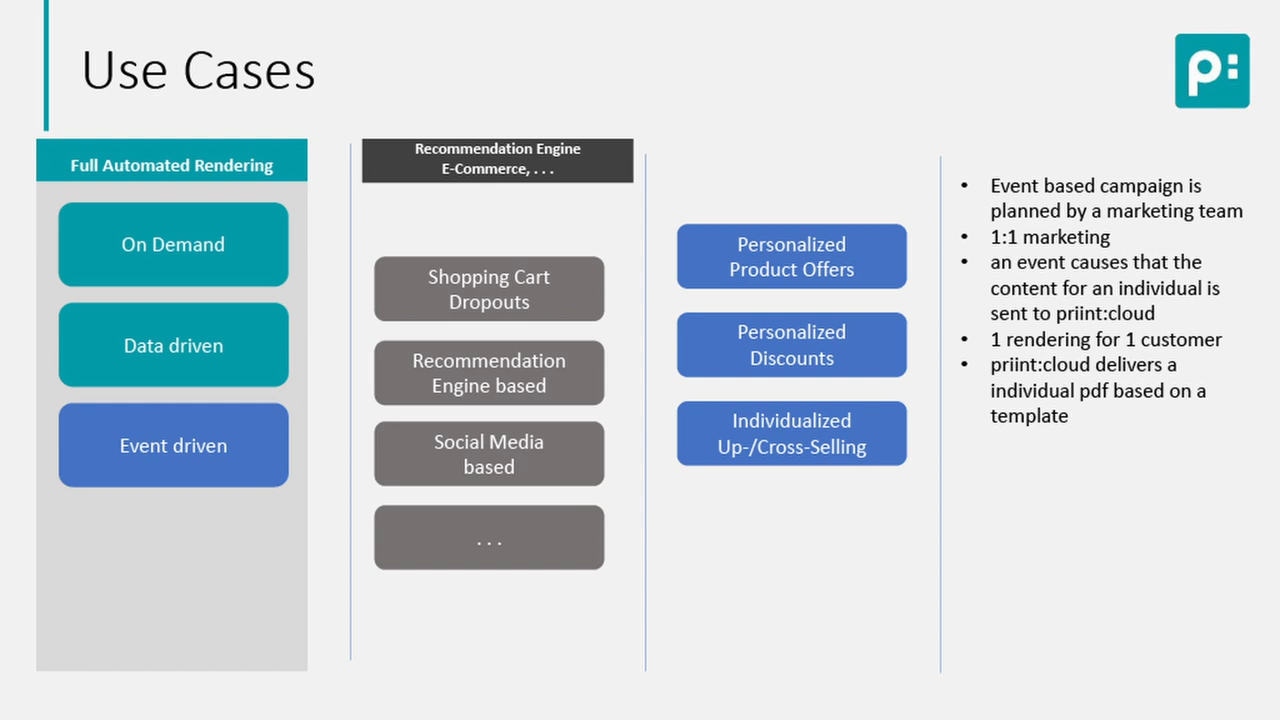 Use Cases
p:
Full Automated Rendering
On Demand
Data driven
Event driven
Recommendation Engine
E-Commerce, . . .
Shopping Cart
Dropouts
Recommendation
Engine based
Social Media
based
. . .
Personalized
Product Offers
Personalized
Discounts
Individualized
Up-/Cross-Selling
• Event based campaign is
planned by a marketing team
• 1:1 marketing
• an event causes that the
content for an individual is
sent to priint:cloud
• 1 rendering for 1 customer
• priint:cloud delivers a
individual pdf based on a
template